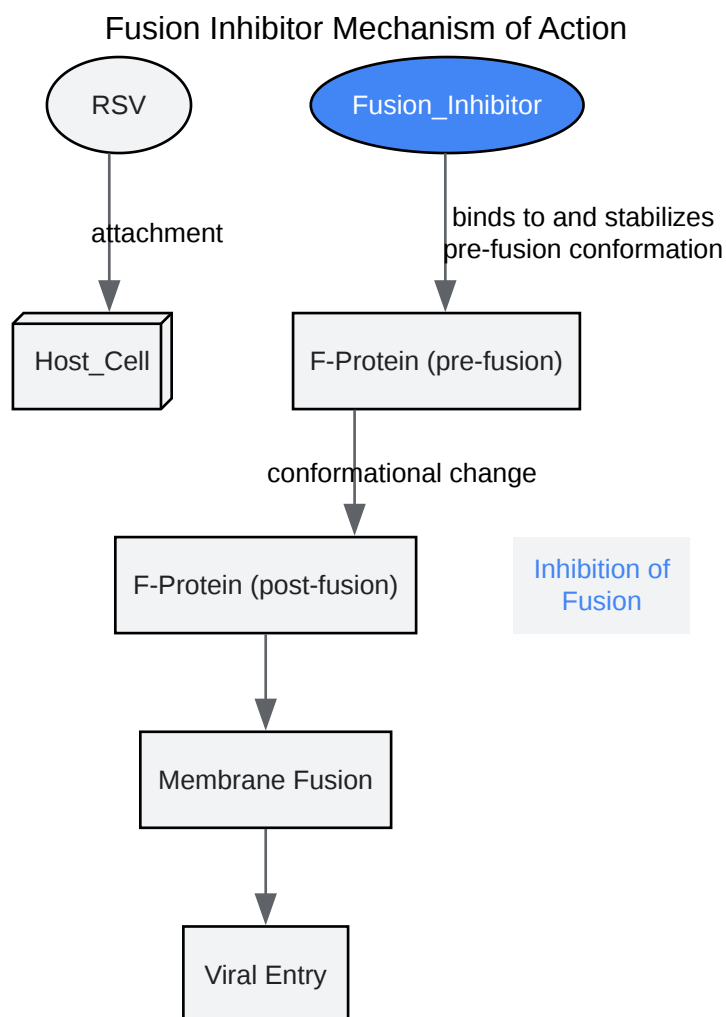 Fusion Inhibitor Mechanism of Action
RSV
Fusion_Inhibitor
attachment
binds to and stabilizes
pre-fusion conformation
Host_Cell
F-Protein (pre-fusion)
conformational change
F-Protein (post-fusion)
Inhibition of
Fusion
Membrane Fusion
Viral Entry